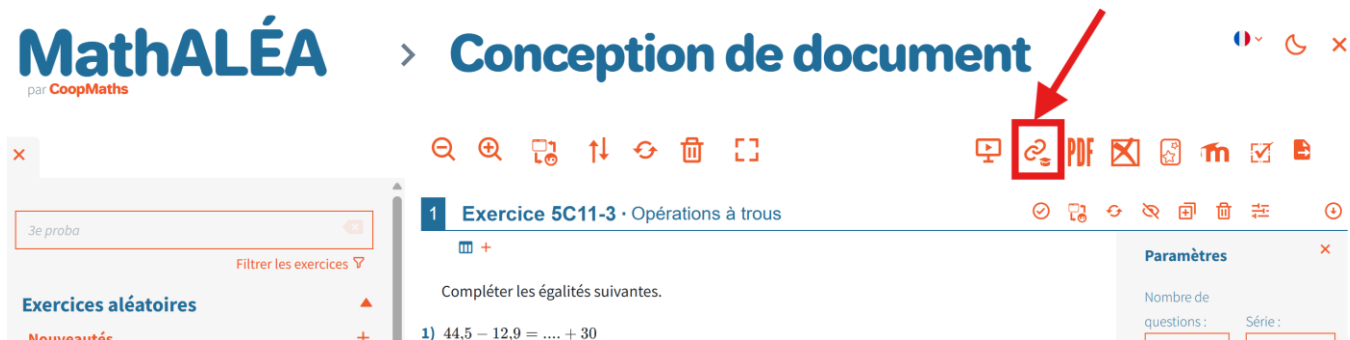 MathALÉA > Conception de document
par CoopMaths
PDF
1 Exercice 5C11-3 · Opérations à trous
3e proba
Filtrer les exercices
Paramètres
Exercices aléatoires
Compléter les égalités suivantes.
Nombre de
questions : Série :
Nouveautés
1) 44,5 − 12,9 = .... + 30